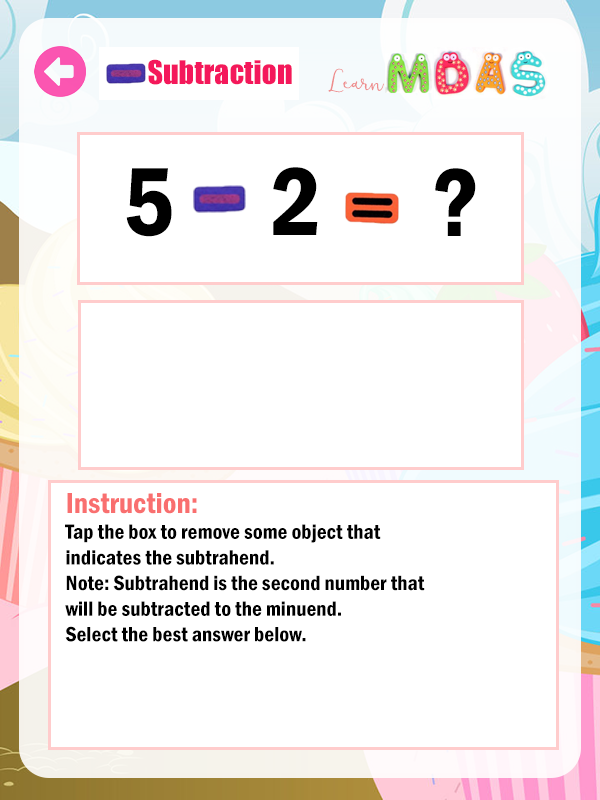 Subtraction
Learn MDAS
5 - 2 = ?
Instruction:
Tap the box to remove some object that
indicates the subtrahend.
Note: Subtrahend is the second number that
will be subtracted to the minuend.
Select the best answer below.